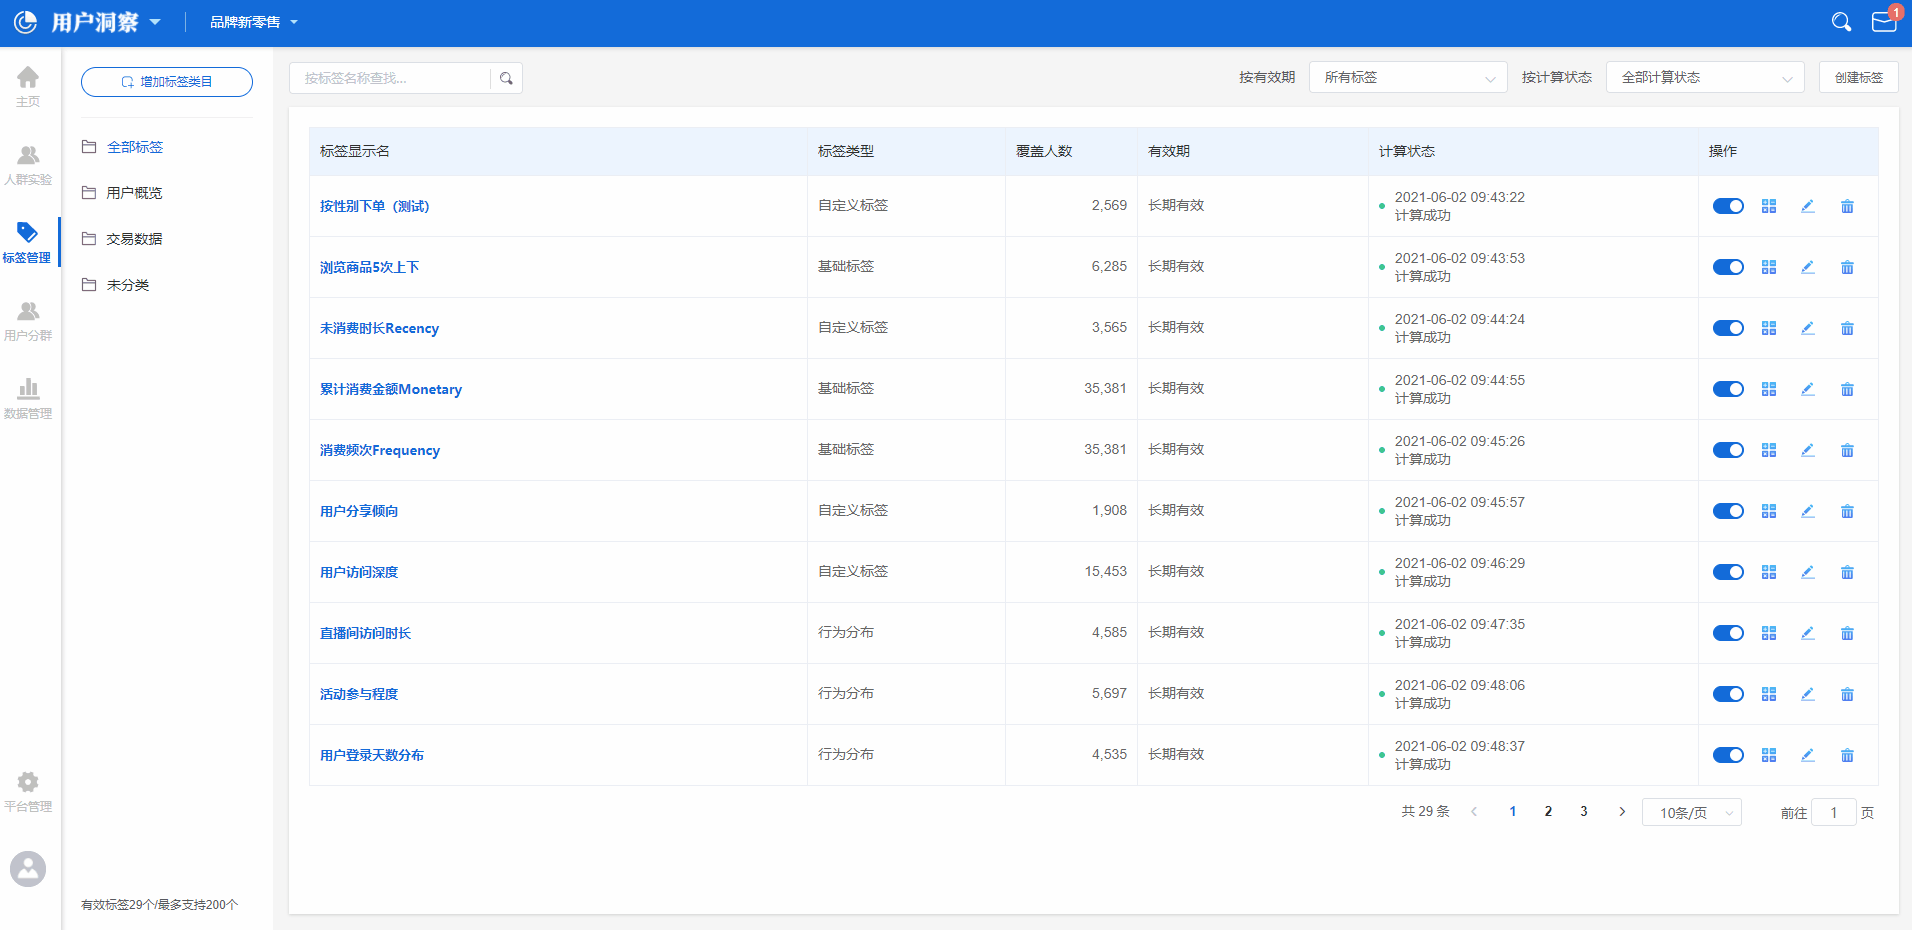 用户洞察
品牌新零售
1
主页
人群实验
标签管理
用户分群
数据管理
平台管理
增加标签类目
全部标签
用户概览
交易数据
未分类
有效标签29个/最多支持200个
按标签名称查找...
按有效期 所有标签 按计算状态 全部计算状态 创建标签
标签显示名 标签类型 覆盖人数 有效期 计算状态 操作
按性别下单（测试） 自定义标签 2,569 长期有效 2021-06-02 09:43:22
计算成功
浏览商品5次上下 基础标签 6,285 长期有效 2021-06-02 09:43:53
计算成功
未消费时长Recency 自定义标签 3,565 长期有效 2021-06-02 09:44:24
计算成功
累计消费金额Monetary 基础标签 35,381 长期有效 2021-06-02 09:44:55
计算成功
消费频次Frequency 基础标签 35,381 长期有效 2021-06-02 09:45:26
计算成功
用户分享倾向 自定义标签 1,908 长期有效 2021-06-02 09:45:57
计算成功
用户访问深度 自定义标签 15,453 长期有效 2021-06-02 09:46:29
计算成功
直播间访问时长 行为分布 4,585 长期有效 2021-06-02 09:47:35
计算成功
活动参与程度 行为分布 5,697 长期有效 2021-06-02 09:48:06
计算成功
用户登录天数分布 行为分布 4,535 长期有效 2021-06-02 09:48:37
计算成功
共 29 条 1 2 3 10条/页 前往 1 页